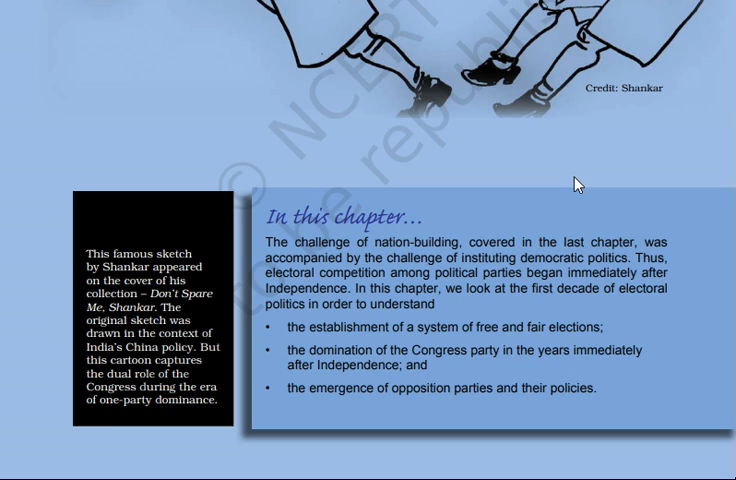 Credit: Shankar
© NCERT
to be republis
This famous sketch
by Shankar appeared
on the cover of his
collection – Don't Spare
Me, Shankar. The
original sketch was
drawn in the context of
India's China policy. But
this cartoon captures
the dual role of the
Congress during the era
of one-party dominance.
In this chapter…
The challenge of nation-building, covered in the last chapter, was
accompanied by the challenge of instituting democratic politics. Thus,
electoral competition among political parties began immediately after
Independence. In this chapter, we look at the first decade of electoral
politics in order to understand
• the establishment of a system of free and fair elections;
• the domination of the Congress party in the years immediately
after Independence; and
• the emergence of opposition parties and their policies.